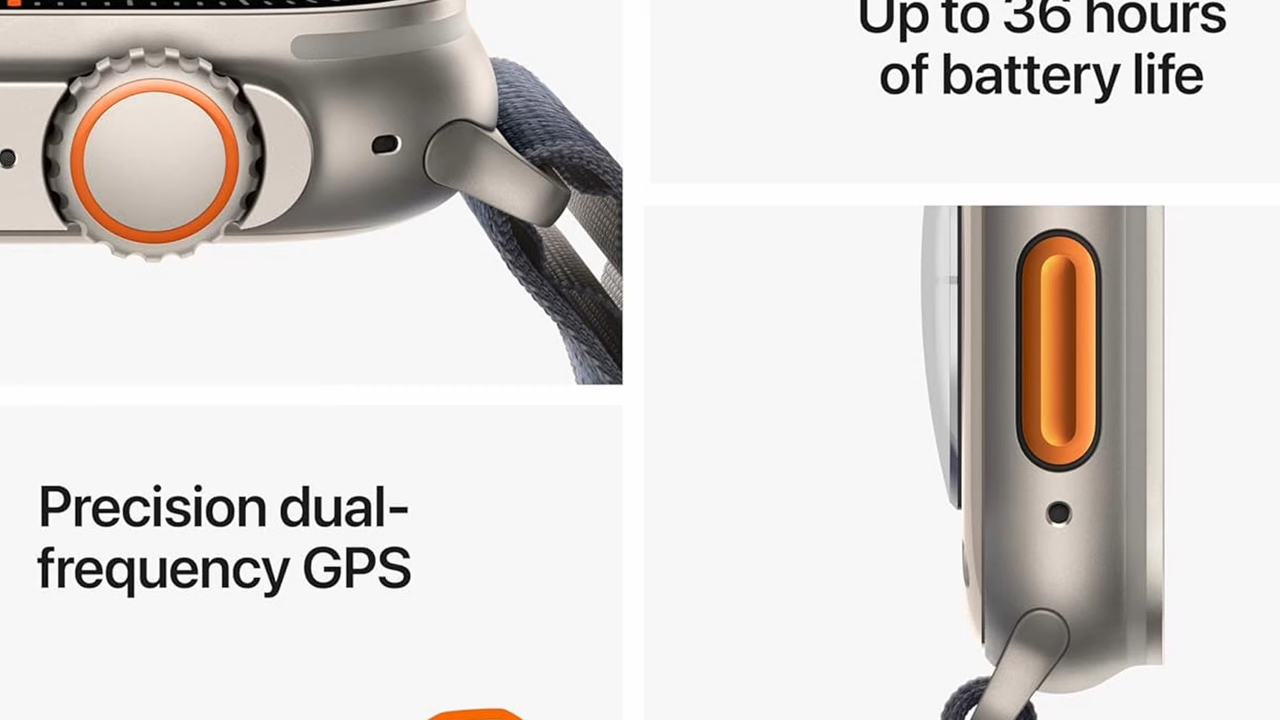 Up to 36 hours
of battery life
Precision dual-
frequency GPS